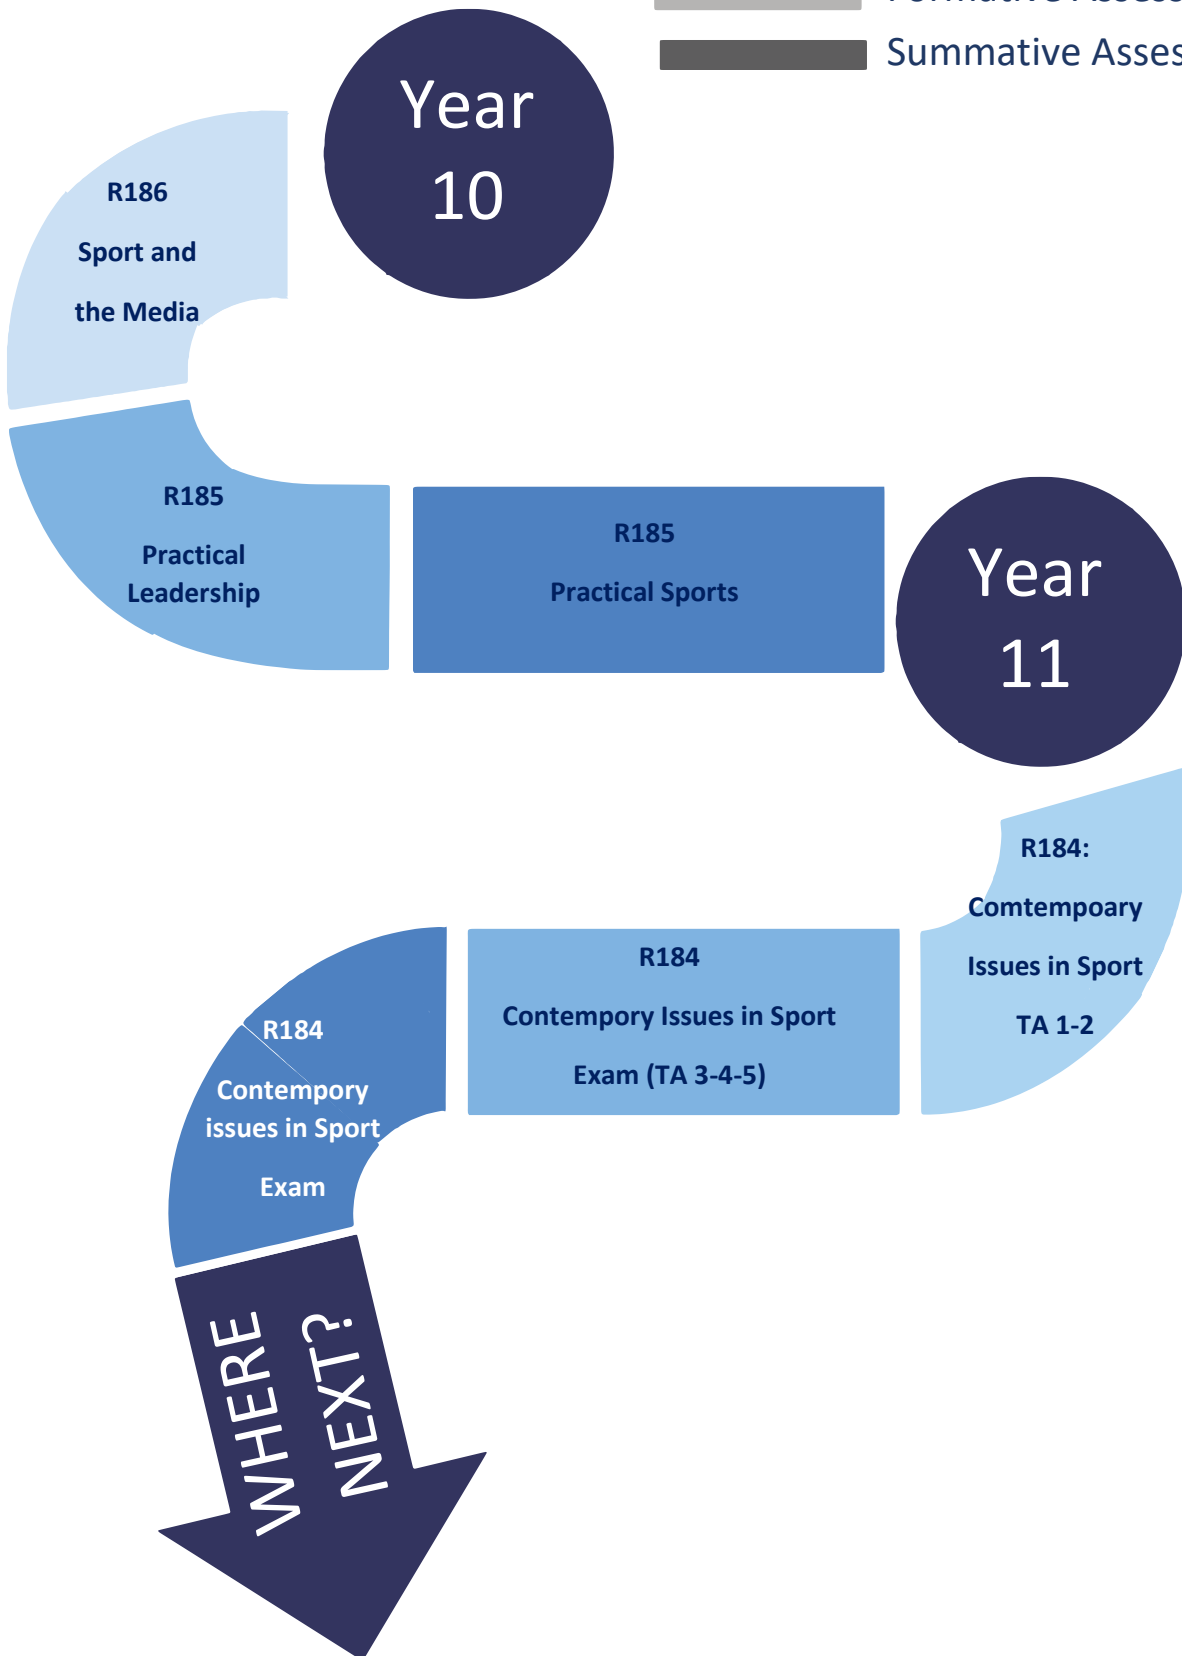 Formative Assess
Summative Asses
Year
10
R186
Sport and
the Media
R185
Practical
Leadership
R185
Practical Sports
Year
11
R184:
Comtempoary
Issues in Sport
TA 1-2
R184
Contempory Issues in Sport
Exam (TA 3-4-5)
R184
Contempory
issues in Sport
Exam
WHERE
NEXT?